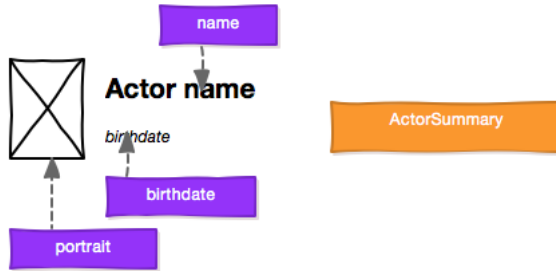 name
Actor name
ActorSummary
birthdate
birthdate
portrait